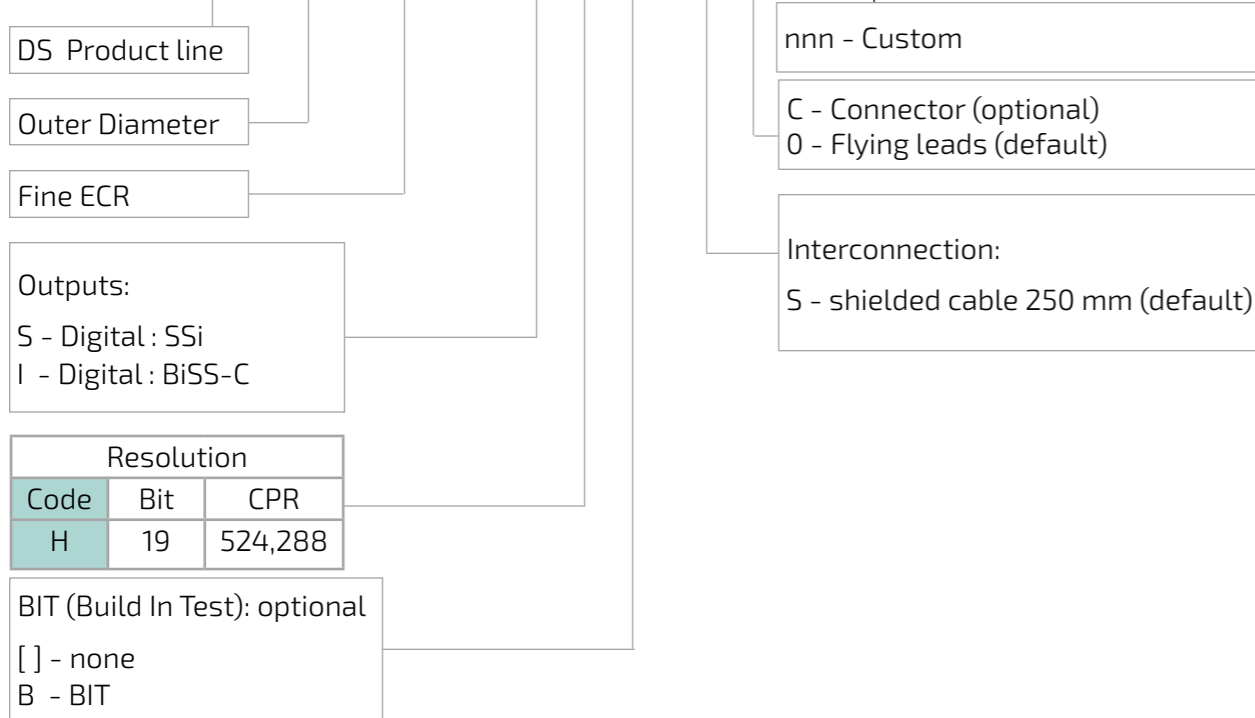 DS Product line
Outer Diameter
Fine ECR
Outputs:
S - Digital : SSi
I - Digital : BiSS-C
Resolution
Code Bit CPR
H 19 524,288
BIT (Build In Test): optional
[ ] - none
B - BIT
nnn - Custom
C - Connector (optional)
0 - Flying leads (default)
Interconnection:
S - shielded cable 250 mm (default)